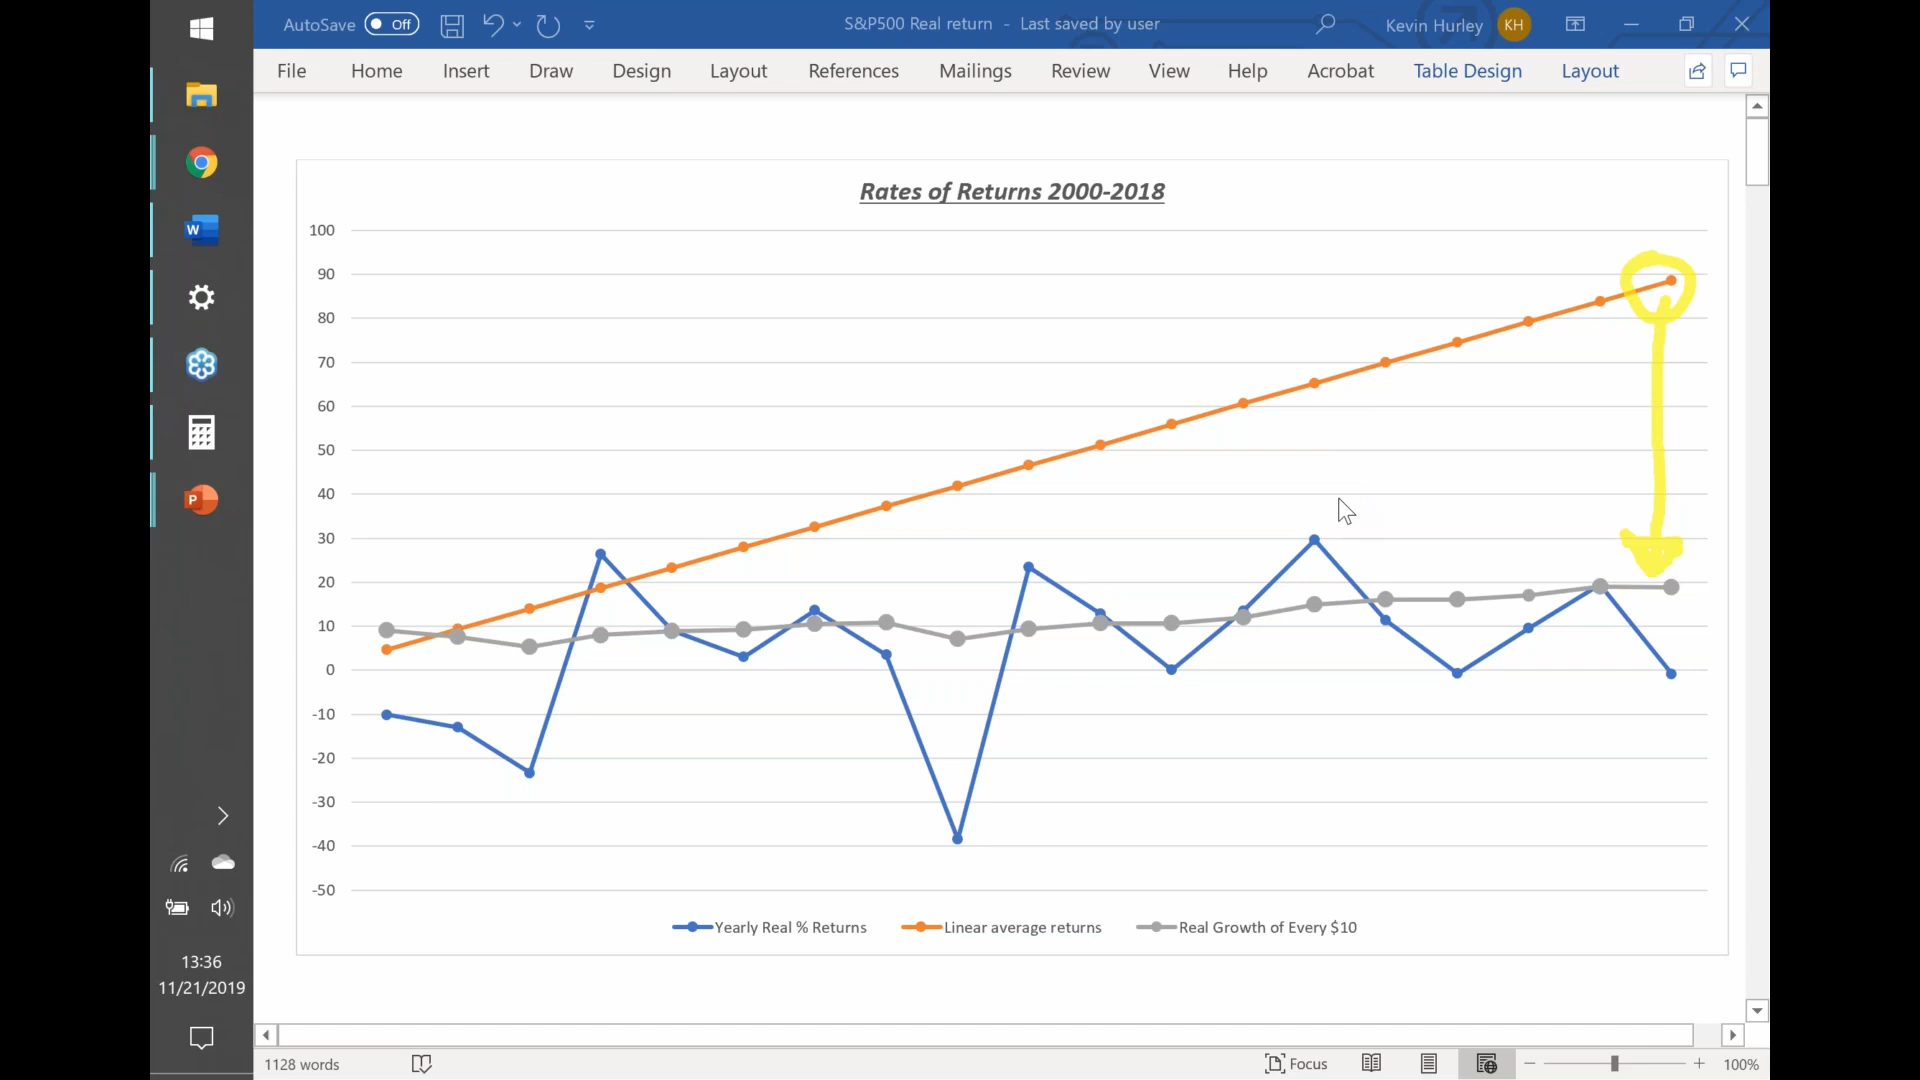 AutoSave Off S&P500 Real return - Last saved by user Kevin Hurley KH
File Home Insert Draw Design Layout References Mailings Review View Help Acrobat Table Design Layout
W
P
Rates of Returns 2000-2018
100
90
80
70
60
50
40
30
20
10
0
-10
-20
-30
-40
-50
Yearly Real % Returns Linear average returns Real Growth of Every $10
13:36
11/21/2019
1128 words Focus 100%